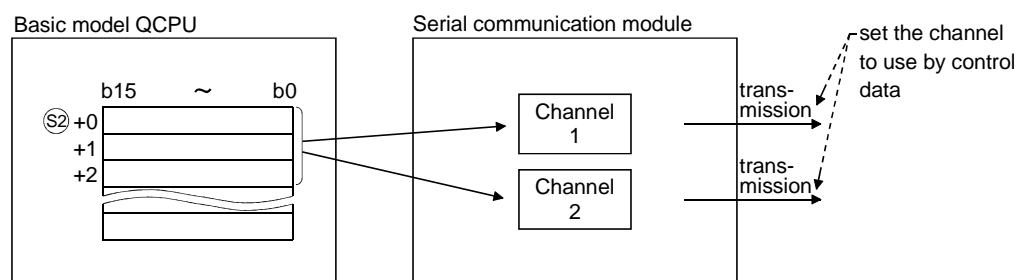 Basic model QCPU
Serial communication module
set the channel
to use by control
data
b15 ~ b0
S2 +0
+1
+2
Channel
1
Channel
2
trans-
mission
trans-
mission